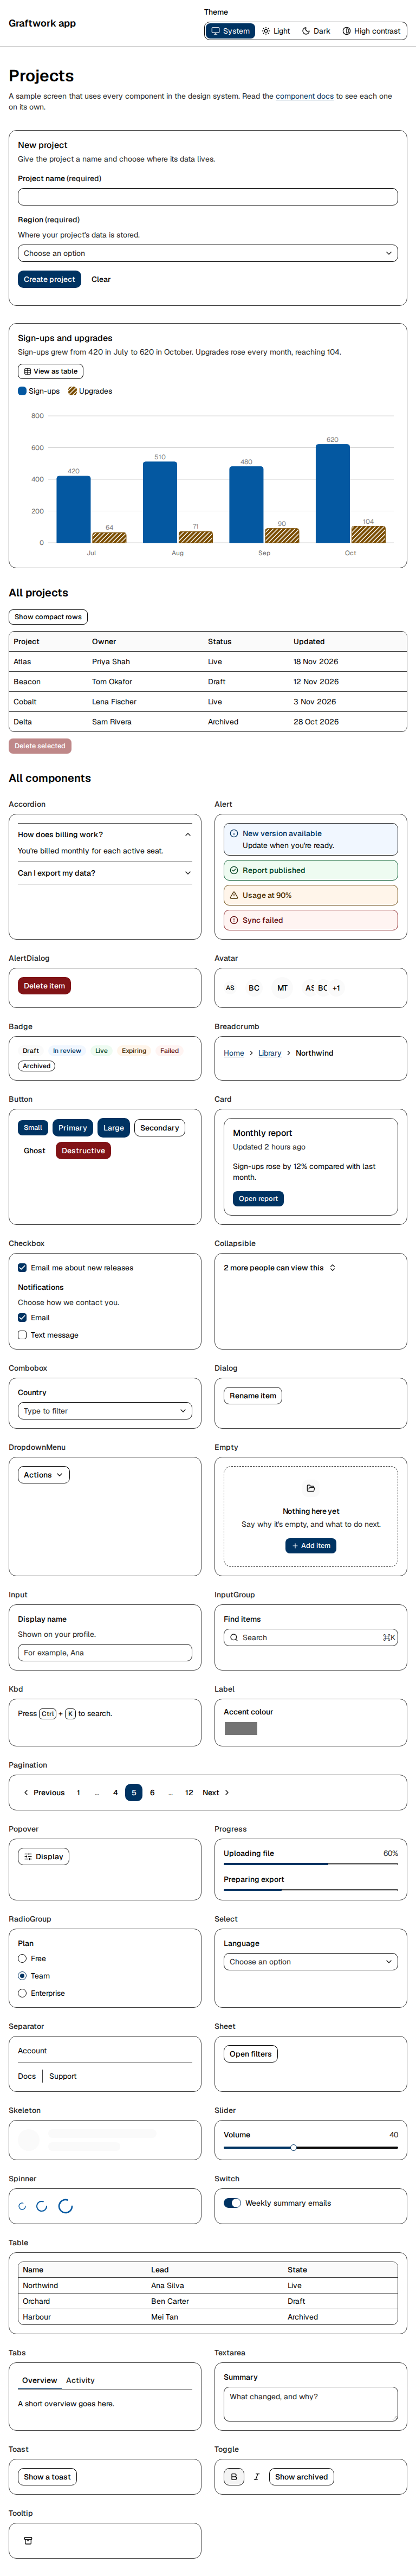 Graftwork app
Theme
System Light Dark High contrast
Projects
A sample screen that uses every component in the design system. Read the component docs to see each one
on its own.
New project
Give the project a name and choose where its data lives.
Project name (required)
Region (required)
Where your project's data is stored.
Choose an option
Create project Clear
Sign-ups and upgrades
Sign-ups grew from 420 in July to 620 in October. Upgrades rose every month, reaching 104.
View as table
Sign-ups Upgrades
800
600
400
200
0
420 64 510 71 480 90 620 104
Jul Aug Sep Oct
All projects
Show compact rows
Project Owner Status Updated
Atlas Priya Shah Live 18 Nov 2026
Beacon Tom Okafor Draft 12 Nov 2026
Cobalt Lena Fischer Live 3 Nov 2026
Delta Sam Rivera Archived 28 Oct 2026
Delete selected
All components
Accordion
How does billing work?
You're billed monthly for each active seat.
Can I export my data?
Alert
New version available
Update when you're ready.
Report published
Usage at 90%
Sync failed
AlertDialog
Delete item
Avatar
AS BC MT AS BC +1
Badge
Draft In review Live Expiring Failed
Archived
Breadcrumb
Home Library Northwind
Button
Small Primary Large Secondary
Ghost Destructive
Card
Monthly report
Updated 2 hours ago
Sign-ups rose by 12% compared with last
month.
Open report
Checkbox
Email me about new releases
Notifications
Choose how we contact you.
Email
Text message
Collapsible
2 more people can view this
Combobox
Country
Type to filter
Dialog
Rename item
DropdownMenu
Actions
Empty
Nothing here yet
Say why it's empty, and what to do next.
Add item
Input
Display name
Shown on your profile.
For example, Ana
InputGroup
Find items
Search ⌘K
Kbd
Press Ctrl + K to search.
Label
Accent colour
Pagination
Previous 1 … 4 5 6 … 12 Next
Popover
Display
Progress
Uploading file 60%
Preparing export
RadioGroup
Plan
Free
Team
Enterprise
Select
Language
Choose an option
Separator
Account
Docs Support
Sheet
Open filters
Skeleton
Slider
Volume 40
Spinner
Switch
Weekly summary emails
Table
Name Lead State
Northwind Ana Silva Live
Orchard Ben Carter Draft
Harbour Mei Tan Archived
Tabs
Overview Activity
A short overview goes here.
Textarea
Summary
What changed, and why?
Toast
Show a toast
Toggle
B I Show archived
Tooltip